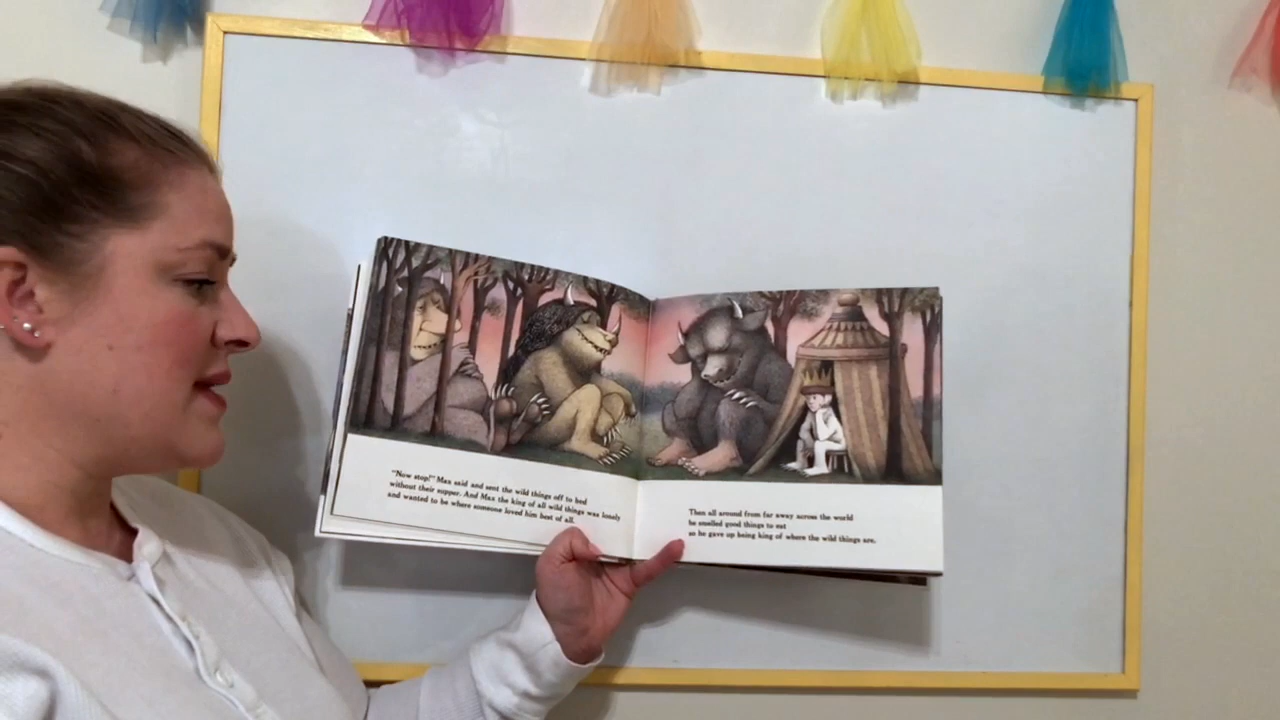 "Now stop!" Max said and sent the wild things off to bed
without their supper. And Max the king of all wild things was lonely
and wanted to be where someone loved him best of all.
Then all around from far away across the world
he smelled good things to eat
so he gave up being king of where the wild things are.